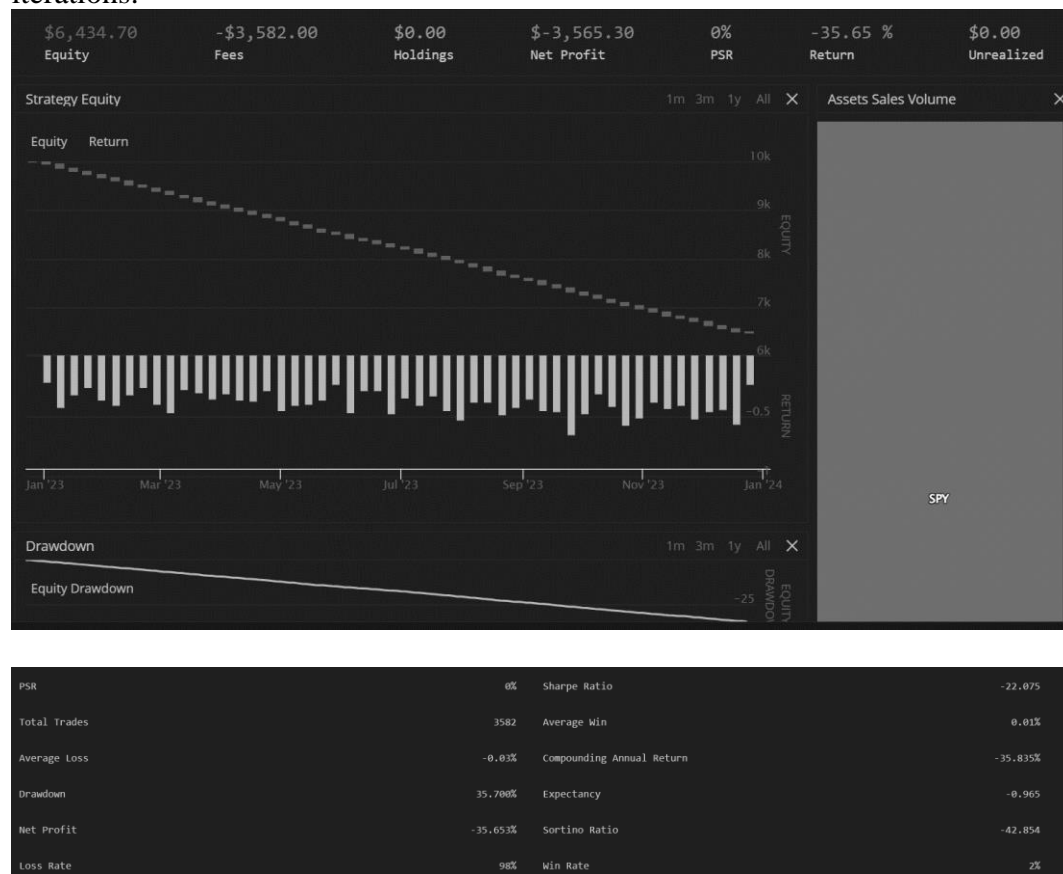 iterations.
$6,434.70 -$3,582.00 $0.00 $-3,565.30 0% -35.65 % $0.00
Equity Fees Holdings Net Profit PSR Return Unrealized
Strategy Equity 1m 3m 1y All × Assets Sales Volume ×
Equity Return
10k
9k
EQUITY
8k
7k
6k
-0.5
RETURN
Jan '23 Mar '23 May '23 Jul '23 Sep '23 Nov '23 Jan '24
SPY
Drawdown 1m 3m 1y All ×
Equity Drawdown
-25
EQUITY
PSR 0% Sharpe Ratio -22.075
Total Trades 3582 Average Win 0.01%
Average Loss -0.03% Compounding Annual Return -35.835%
Drawdown 35.700% Expectancy -0.965
Net Profit -35.653% Sortino Ratio -42.854
Loss Rate 98% Win Rate 2%